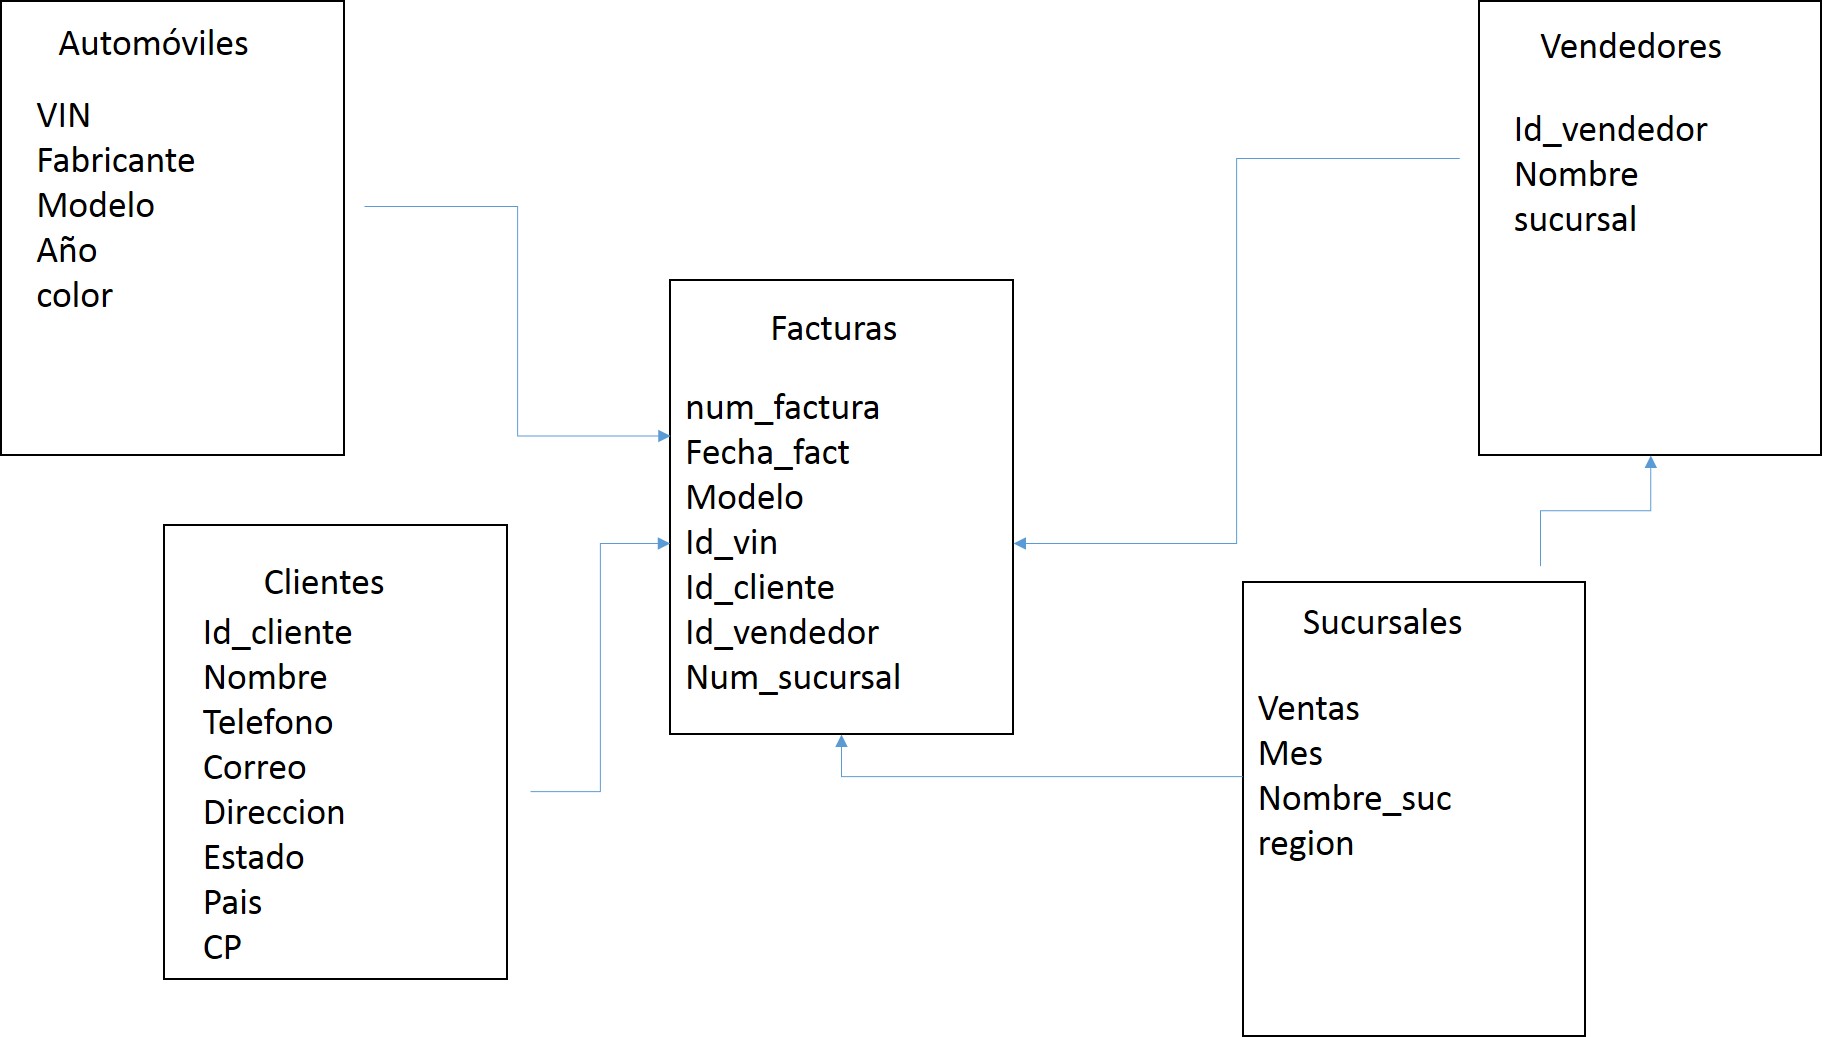 Automóviles
VIN
Fabricante
Modelo
Año
color
Vendedores
Id_vendedor
Nombre
sucursal
Facturas
num_factura
Fecha_fact
Modelo
Id_vin
Id_cliente
Id_vendedor
Num_sucursal
Clientes
Id_cliente
Nombre
Telefono
Correo
Direccion
Estado
Pais
CP
Sucursales
Ventas
Mes
Nombre_suc
region